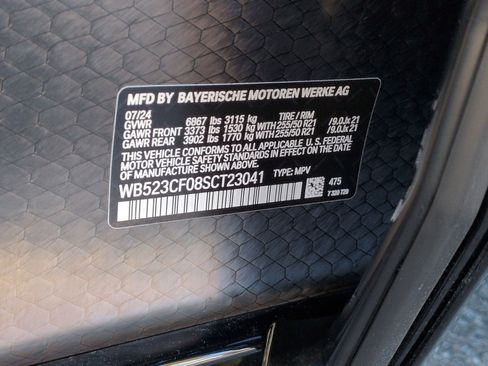 MFD BY BAYERISCHE MOTOREN WERKE AG
07/24
GVWR 6867 lbs 3115 kg TIRE / RIM
GAWR FRONT 3373 lbs 1530 kg WITH 255/50 R21 /9.0Jx21
GAWR REAR 3902 lbs 1770 kg WITH 255/50 R21 /9.0Jx21
THIS VEHICLE CONFORMS TO ALL APPLICABLE U.S. FEDERAL
MOTOR VEHICLE SAFETY STANDARDS IN EFFECT ON THE
DATE OF MANUFACTURE SHOWN ABOVE.
WB523CF08SCT23041 TYPE: MPV
475